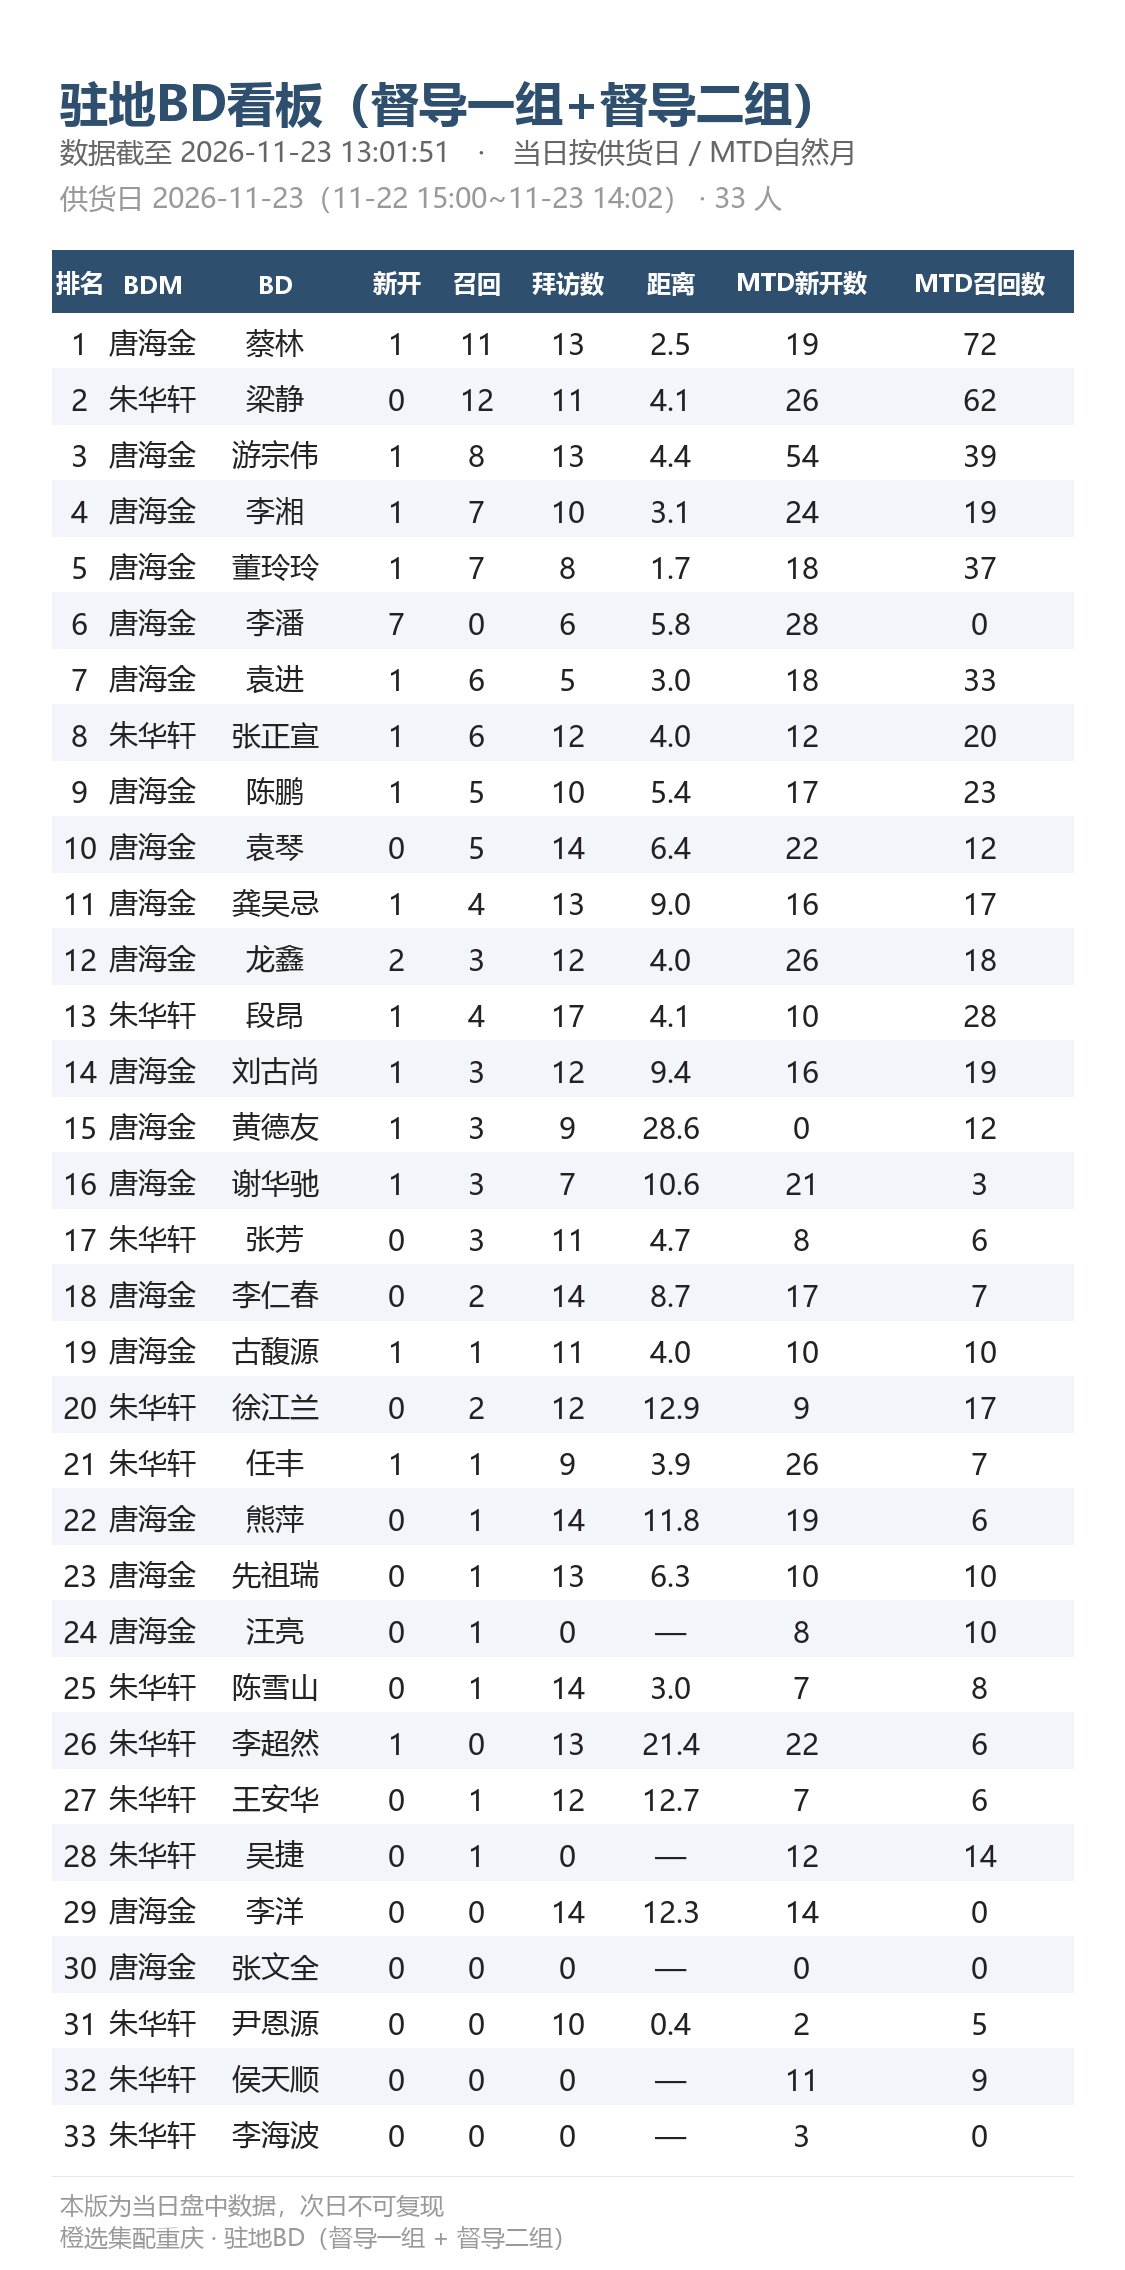 驻地BD看板（督导一组+督导二组）
数据截至 2026-11-23 13:01:51 · 当日按供货日 / MTD自然月
供货日 2026-11-23（11-22 15:00~11-23 14:02） · 33 人
排名 BDM BD 新开 召回 拜访数 距离 MTD新开数 MTD召回数
1 唐海金 蔡林 1 11 13 2.5 19 72
2 朱华轩 梁静 0 12 11 4.1 26 62
3 唐海金 游宗伟 1 8 13 4.4 54 39
4 唐海金 李湘 1 7 10 3.1 24 19
5 唐海金 董玲玲 1 7 8 1.7 18 37
6 唐海金 李潘 7 0 6 5.8 28 0
7 唐海金 袁进 1 6 5 3.0 18 33
8 朱华轩 张正宣 1 6 12 4.0 12 20
9 唐海金 陈鹏 1 5 10 5.4 17 23
10 唐海金 袁琴 0 5 14 6.4 22 12
11 唐海金 龚吴忌 1 4 13 9.0 16 17
12 唐海金 龙鑫 2 3 12 4.0 26 18
13 朱华轩 段昂 1 4 17 4.1 10 28
14 唐海金 刘古尚 1 3 12 9.4 16 19
15 唐海金 黄德友 1 3 9 28.6 0 12
16 唐海金 谢华驰 1 3 7 10.6 21 3
17 朱华轩 张芳 0 3 11 4.7 8 6
18 唐海金 李仁春 0 2 14 8.7 17 7
19 唐海金 古馥源 1 1 11 4.0 10 10
20 朱华轩 徐江兰 0 2 12 12.9 9 17
21 朱华轩 任丰 1 1 9 3.9 26 7
22 唐海金 熊萍 0 1 14 11.8 19 6
23 唐海金 先祖瑞 0 1 13 6.3 10 10
24 唐海金 汪亮 0 1 0 — 8 10
25 朱华轩 陈雪山 0 1 14 3.0 7 8
26 朱华轩 李超然 1 0 13 21.4 22 6
27 朱华轩 王安华 0 1 12 12.7 7 6
28 朱华轩 吴捷 0 1 0 — 12 14
29 唐海金 李洋 0 0 14 12.3 14 0
30 唐海金 张文全 0 0 0 — 0 0
31 朱华轩 尹恩源 0 0 10 0.4 2 5
32 朱华轩 侯天顺 0 0 0 — 11 9
33 朱华轩 李海波 0 0 0 — 3 0
本版为当日盘中数据，次日不可复现
橙选集配重庆 · 驻地BD（督导一组 + 督导二组）